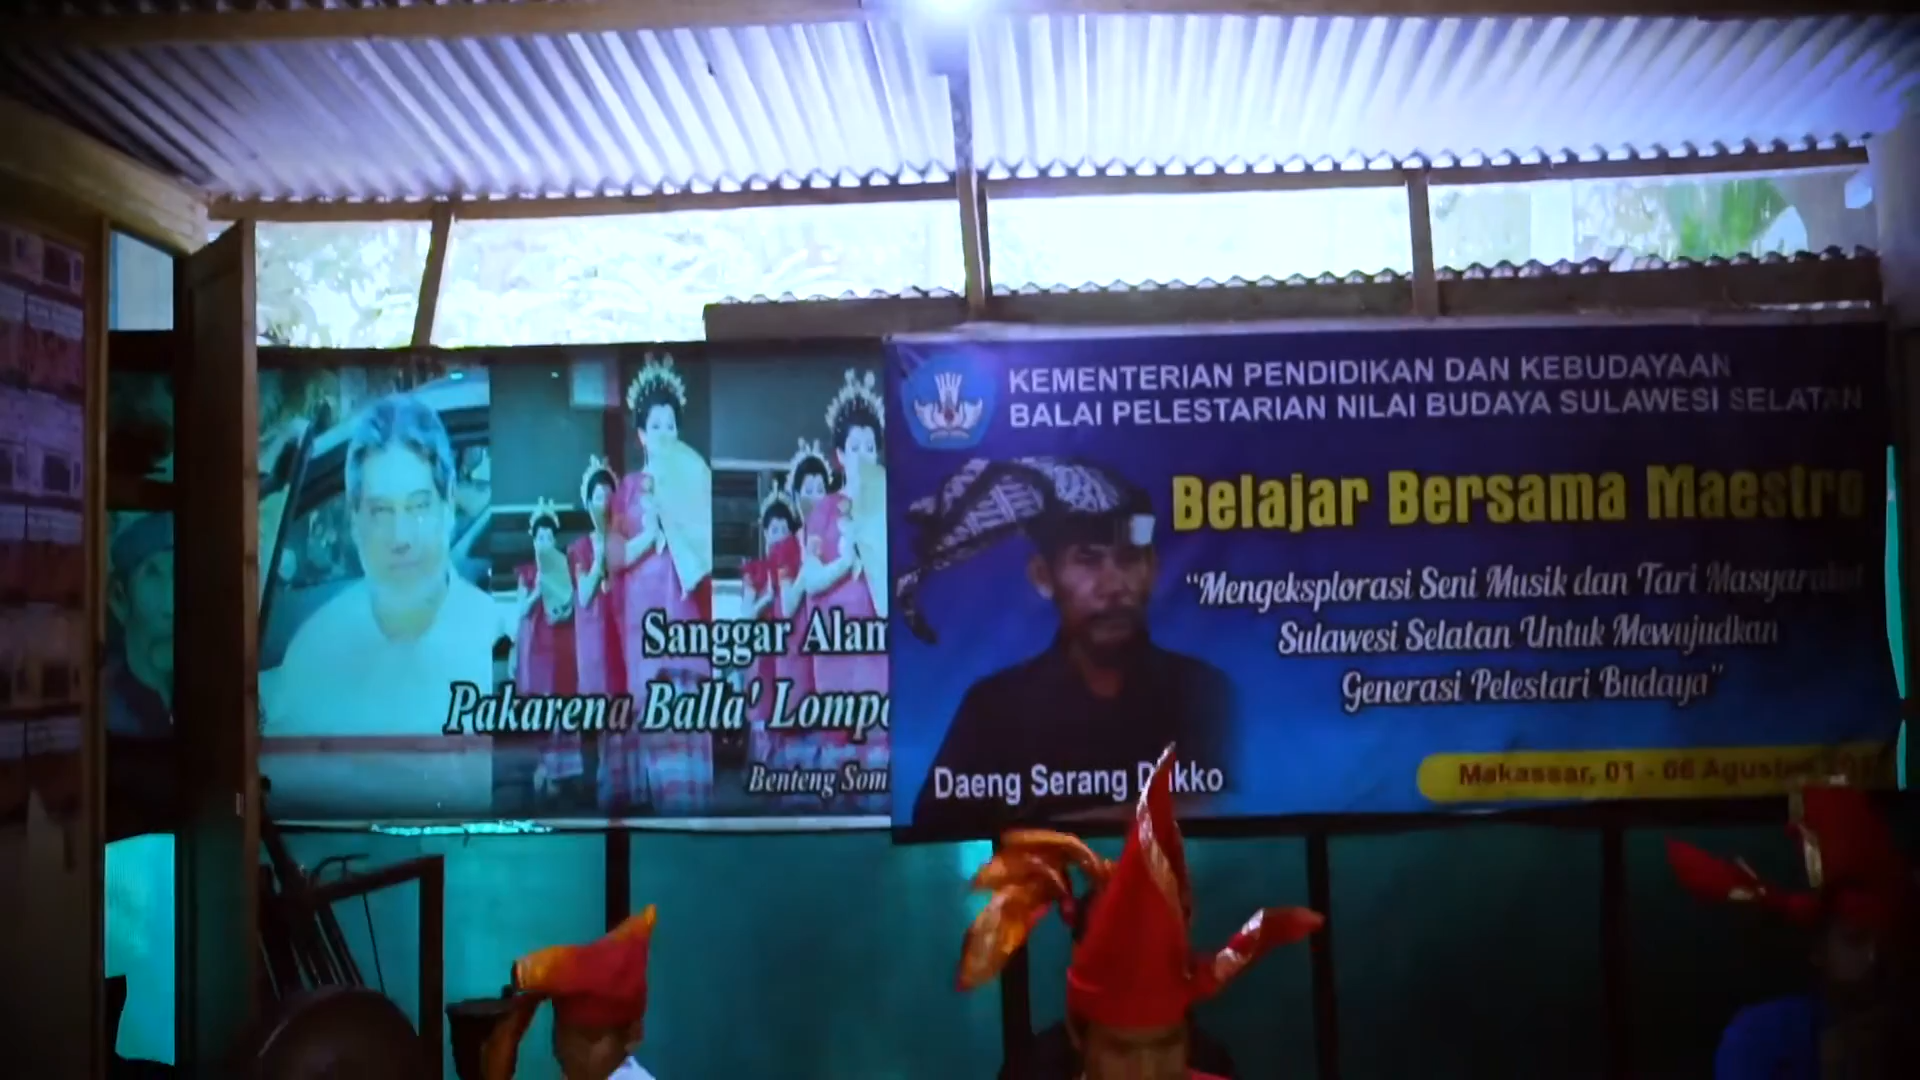 Sanggar Alam
Pakarena Balla' Lompo
Benteng Som
KEMENTERIAN PENDIDIKAN DAN KEBUDAYAAN
BALAI PELESTARIAN NILAI BUDAYA SULAWESI SELATAN
Belajar Bersama Maestro
"Mengeksplorasi Seni Musik dan Tari Masyarakat
Sulawesi Selatan Untuk Mewujudkan
Generasi Pelestari Budaya"
Daeng Serang Dakko
Makassar, 01 - 06 Agustus